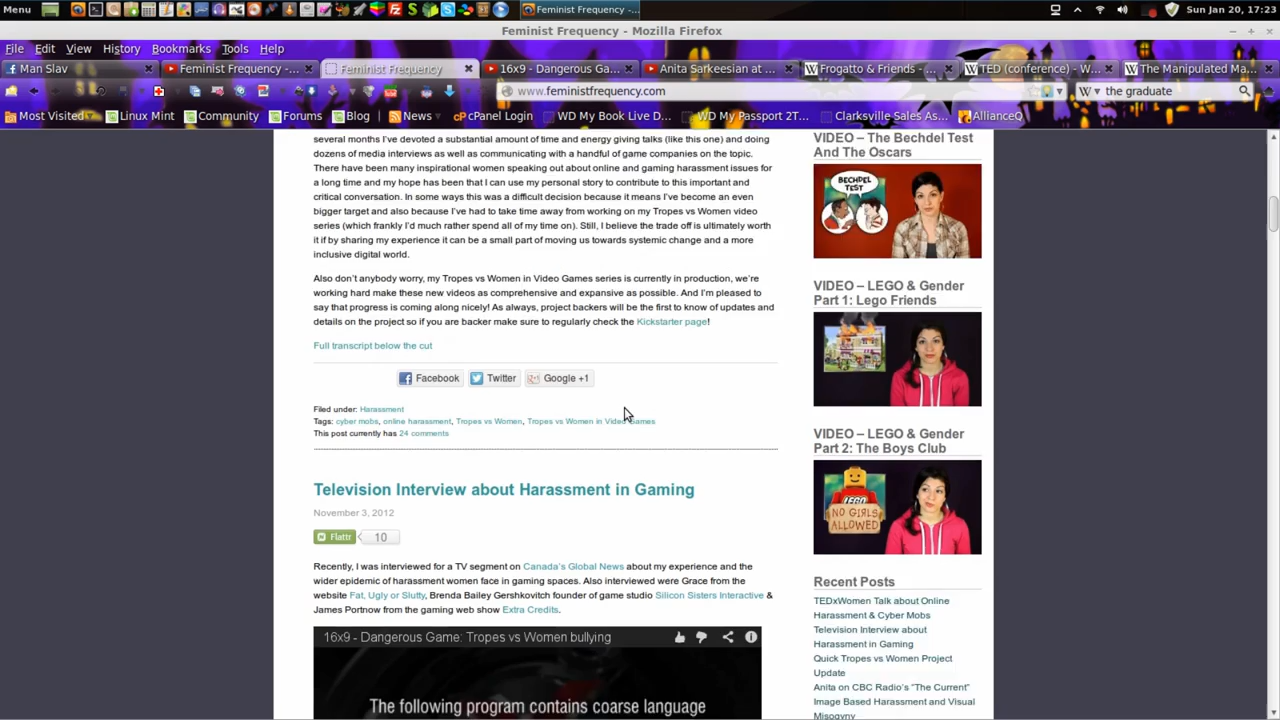 Menu
Feminist Frequency -...
Sun Jan 20, 17:23
Feminist Frequency - Mozilla Firefox
File Edit View History Bookmarks Tools Help
Man Slav
Feminist Frequency -...
Feminist Frequency
16x9 - Dangerous Ga...
Anita Sarkeesian at ...
Frogatto & Friends - ...
TED (conference) - W...
The Manipulated Ma...
www.feministfrequency.com
the graduate
Most Visited
Linux Mint
Community
Forums
Blog
News
cPanel Login
WD My Book Live D...
WD My Passport 2T...
Clarksville Sales As...
AllianceQ
several months I've devoted a substantial amount of time and energy giving talks (like this one) and doing
dozens of media interviews as well as communicating with a handful of game companies on the topic.
There have been many inspirational women speaking out about online and gaming harassment issues for
a long time and my hope has been that I can use my personal story to contribute to this important and
critical conversation. In some ways this was a difficult decision because it means I've become an even
bigger target and also because I've had to take time away from working on my Tropes vs Women video
series (which frankly I'd much rather spend all of my time on). Still, I believe the trade off is ultimately worth
it if by sharing my experience it can be a small part of moving us towards systemic change and a more
inclusive digital world.
Also don't anybody worry, my Tropes vs Women in Video Games series is currently in production, we're
working hard make these new videos as comprehensive and expansive as possible. And I'm pleased to
say that progress is coming along nicely! As always, project backers will be the first to know of updates and
details on the project so if you are backer make sure to regularly check the Kickstarter page!
Full transcript below the cut
Facebook
Twitter
Google +1
Filed under: Harassment
Tags: cyber mobs, online harassment, Tropes vs Women, Tropes vs Women in Video Games
This post currently has 24 comments
Television Interview about Harassment in Gaming
November 3, 2012
Flattr
10
Recently, I was interviewed for a TV segment on Canada's Global News about my experience and the
wider epidemic of harassment women face in gaming spaces. Also interviewed were Grace from the
website Fat, Ugly or Slutty, Brenda Bailey Gershkovitch founder of game studio Silicon Sisters Interactive &
James Portnow from the gaming web show Extra Credits.
16x9 - Dangerous Game: Tropes vs Women bullying
The following program contains coarse language
VIDEO – The Bechdel Test
And The Oscars
BECHDEL
TEST
VIDEO – LEGO & Gender
Part 1: Lego Friends
VIDEO – LEGO & Gender
Part 2: The Boys Club
LEGO
NO GIRLS
ALLOWED
Recent Posts
TEDxWomen Talk about Online
Harassment & Cyber Mobs
Television Interview about
Harassment in Gaming
Quick Tropes vs Women Project
Update
Anita on CBC Radio's "The Current"
Image Based Harassment and Visual
Misogyny